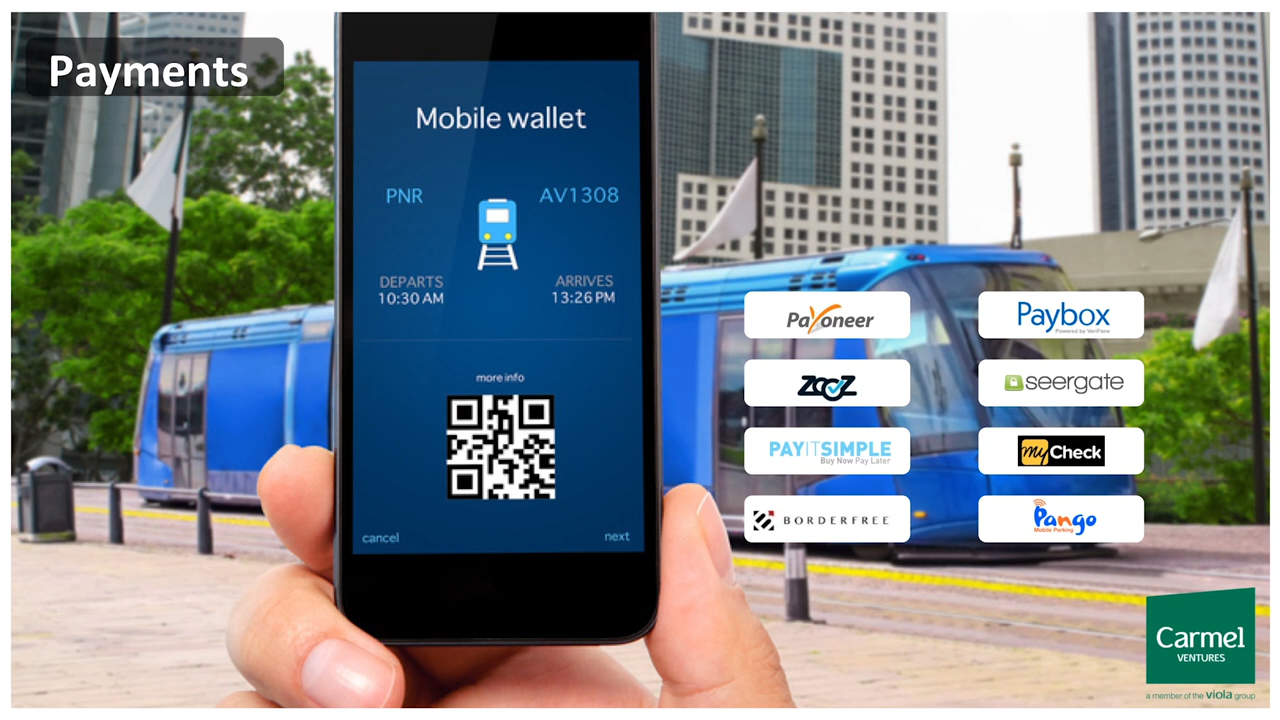 Payments
Mobile wallet
PNR AV1308
DEPARTS ARRIVES
10:30 AM 13:26 PM
more info
cancel next
Payoneer
Paybox
Powered by VeriFone
ZOOZ
seergate
PAYITSIMPLE
Buy Now Pay Later
myCheck
BORDERFREE
Pango
Mobile Parking
Carmel
VENTURES
a member of the viola group